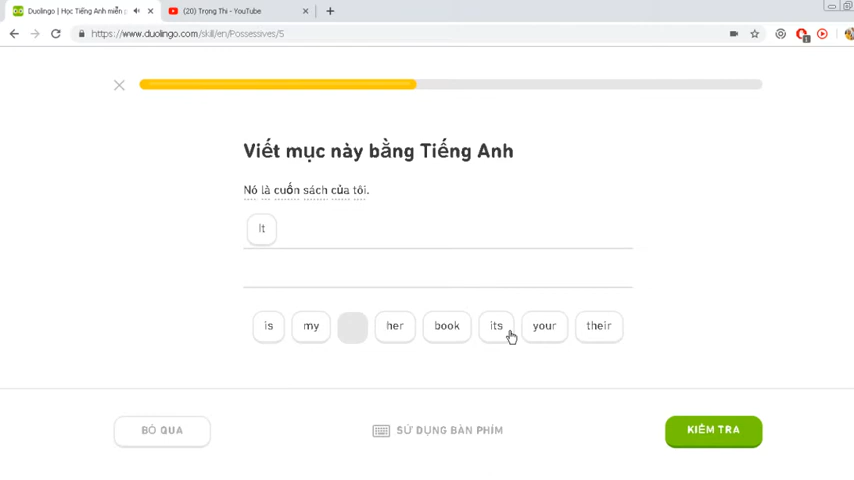 Duolingo | Học Tiếng Anh miễn
(20) Trọng Thi - YouTube
https://www.duolingo.com/skill/en/Possessives/5
Viết mục này bằng Tiếng Anh
Nó là cuốn sách của tôi.
It
is my her book its your their
BỎ QUA
SỬ DỤNG BÀN PHÍM
KIỂM TRA